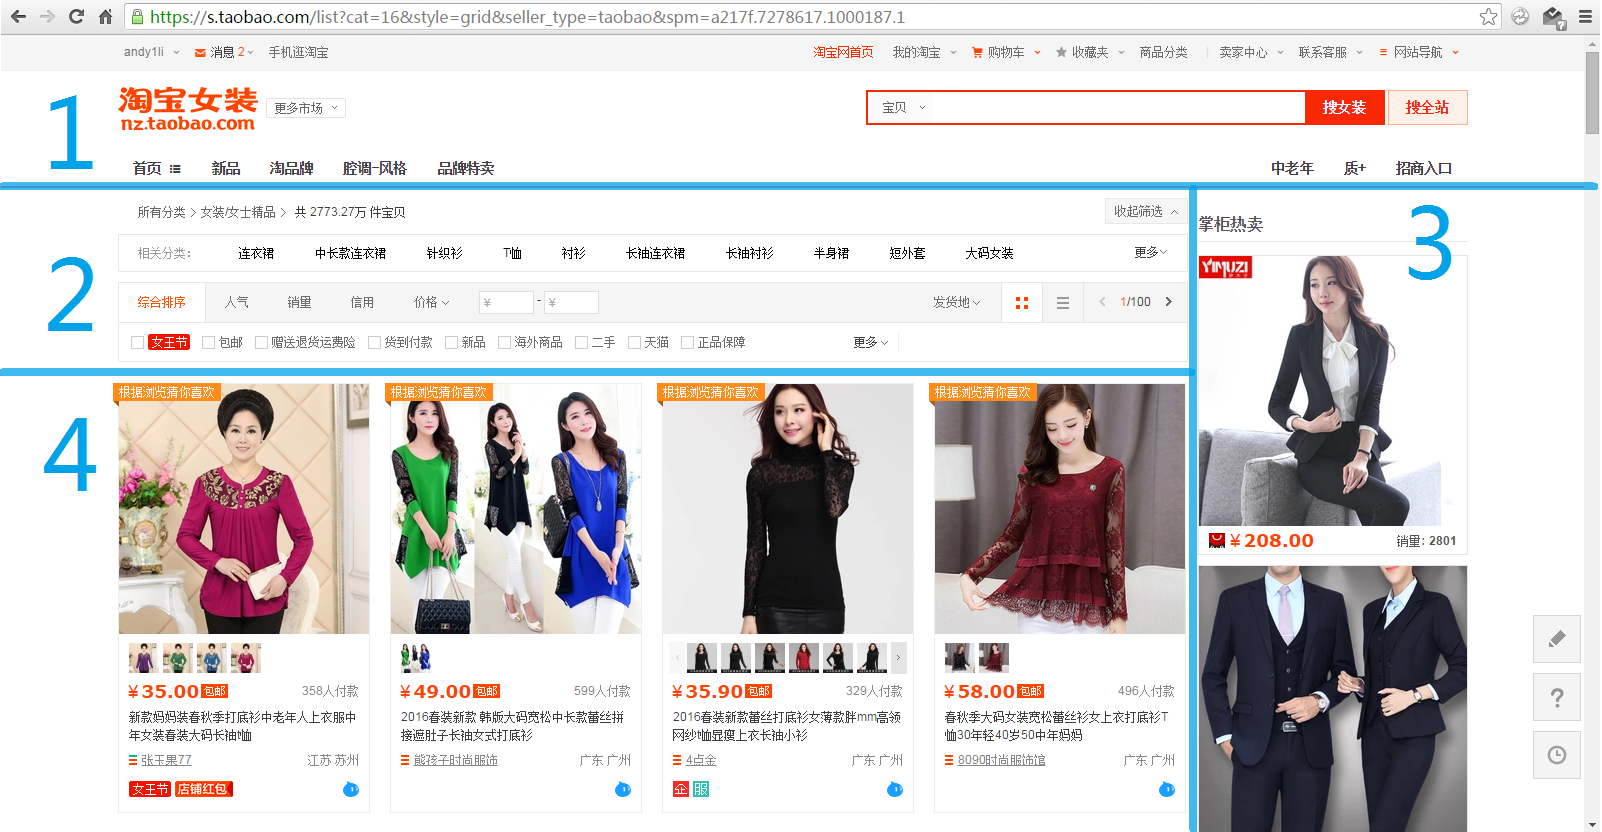 https://s.taobao.com/list?cat=16&style=grid&seller_type=taobao&spm=a217f.7278617.1000187.1
andy1li 消息 2 手机逛淘宝 淘宝网首页 我的淘宝 购物车 收藏夹 商品分类 卖家中心 联系客服 网站导航
1
淘宝女装
nz.taobao.com
更多市场
宝贝 搜女装 搜全站
首页 新品 淘品牌 腔调-风格 品牌特卖 中老年 质+ 招商入口
2
所有分类 > 女装/女士精品 > 共 2773.27万 件宝贝 收起筛选
相关分类: 连衣裙 中长款连衣裙 针织衫 T恤 衬衫 长袖连衣裙 长袖衬衫 半身裙 短外套 大码女装 更多
综合排序 人气 销量 信用 价格 ¥ - ¥ 发货地 < 1/100 >
女王节 包邮 赠送退货运费险 货到付款 新品 海外商品 二手 天猫 正品保障 更多
3
掌柜热卖
YIMUZI
¥208.00 销量: 2801
4
根据浏览猜你喜欢
¥35.00 包邮 358人付款
新款妈妈装春秋季打底衫中老年人上衣服中
年女装春装大码长袖t恤
张玉果77 江苏 苏州
女王节 店铺红包
根据浏览猜你喜欢
¥49.00 包邮 599人付款
2016春装新款 韩版大码宽松中长款蕾丝拼
接遮肚子长袖女式打底衫
熊孩子时尚服饰 广东 广州
根据浏览猜你喜欢
¥35.90 包邮 329人付款
2016春装新款蕾丝打底衫女薄款胖mm高领
网纱t恤显瘦上衣长袖小衫
4点金 广东 广州
企 服
根据浏览猜你喜欢
¥58.00 包邮 496人付款
春秋季大码女装宽松蕾丝衫女上衣打底衫T
恤30年轻40岁50中年妈妈
8090时尚服饰馆 广东 广州
?